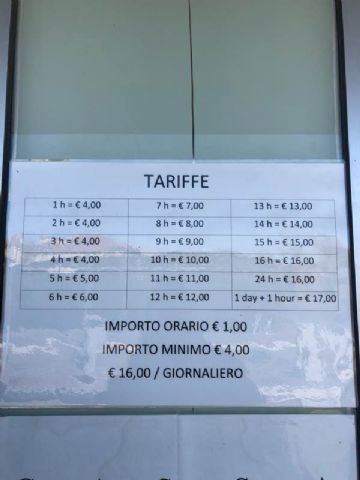 TARIFFE
1 h = € 4,00 7 h = € 7,00 13 h = € 13,00
2 h = € 4,00 8 h = € 8,00 14 h = € 14,00
3 h = € 4,00 9 h = € 9,00 15 h = € 15,00
4 h = € 4,00 10 h = € 10,00 16 h = € 16,00
5 h = € 5,00 11 h = € 11,00 24 h = € 16,00
6 h = € 6,00 12 h = € 12,00 1 day + 1 hour = € 17,00
IMPORTO ORARIO € 1,00
IMPORTO MINIMO € 4,00
€ 16,00 / GIORNALIERO